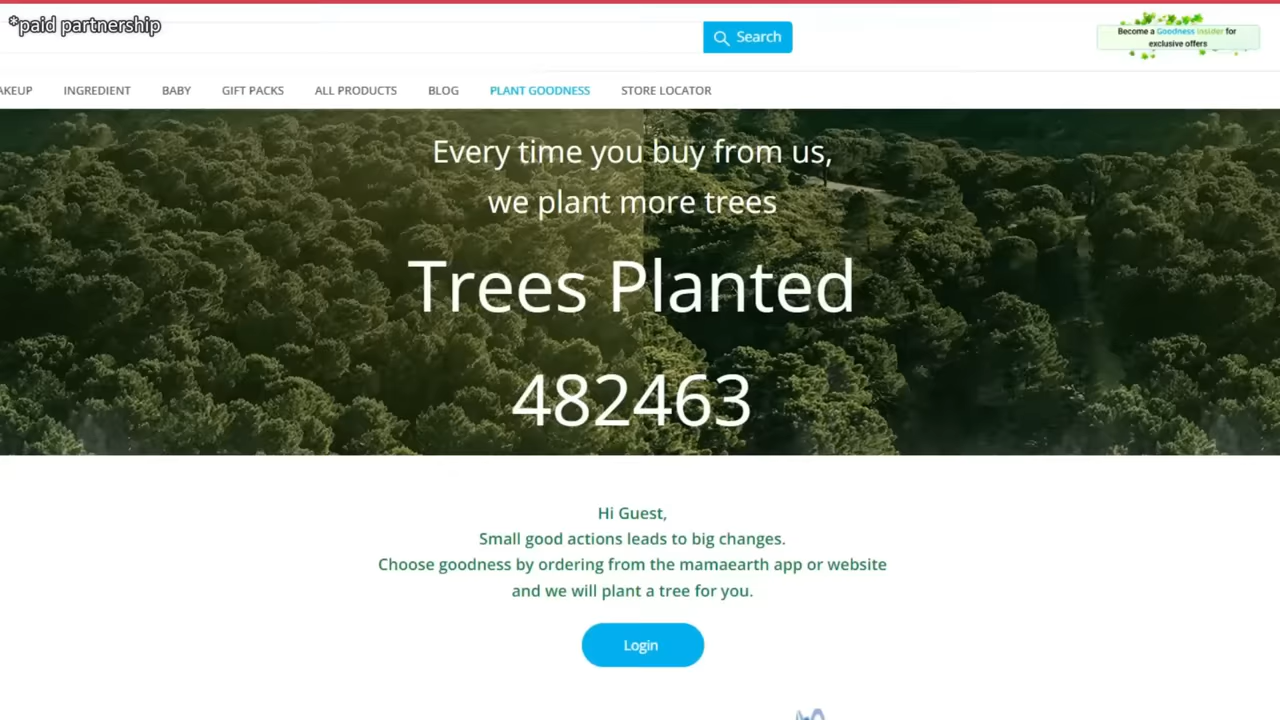 *paid partnership
Search
Become a Goodness insider for
exclusive offers
AKEUP INGREDIENT BABY GIFT PACKS ALL PRODUCTS BLOG PLANT GOODNESS STORE LOCATOR
Every time you buy from us,
we plant more trees
Trees Planted
482463
Hi Guest,
Small good actions leads to big changes.
Choose goodness by ordering from the mamaearth app or website
and we will plant a tree for you.
Login